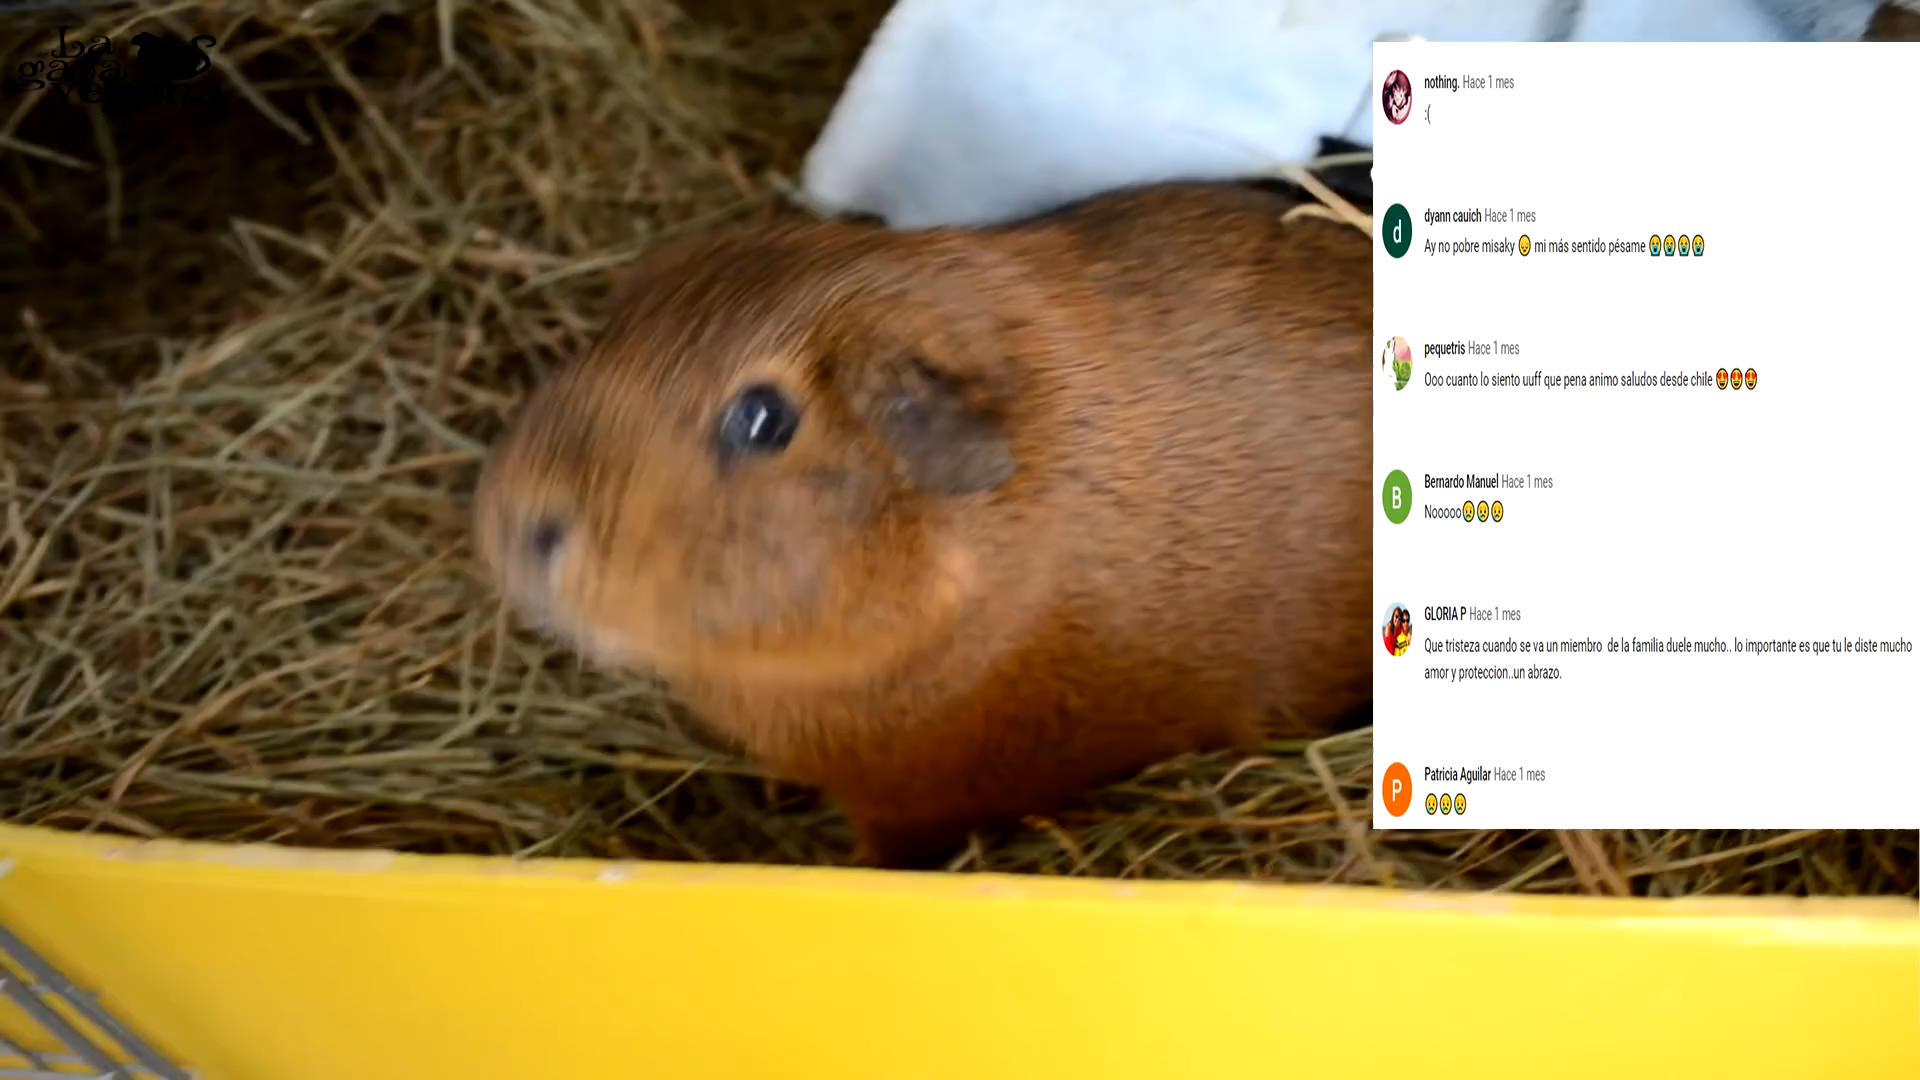 La
gata
nothing. Hace 1 mes
:(
d
dyann cauich Hace 1 mes
Ay no pobre misaky 😞 mi más sentido pésame 😭😭😭😭
pequetris Hace 1 mes
Ooo cuanto lo siento uuff que pena animo saludos desde chile 😍😍😍
B
Bernardo Manuel Hace 1 mes
Nooooo😢😢😢
GLORIA P Hace 1 mes
Que tristeza cuando se va un miembro de la familia duele mucho.. lo importante es que tu le diste mucho
amor y proteccion..un abrazo.
P
Patricia Aguilar Hace 1 mes
😢😢😢